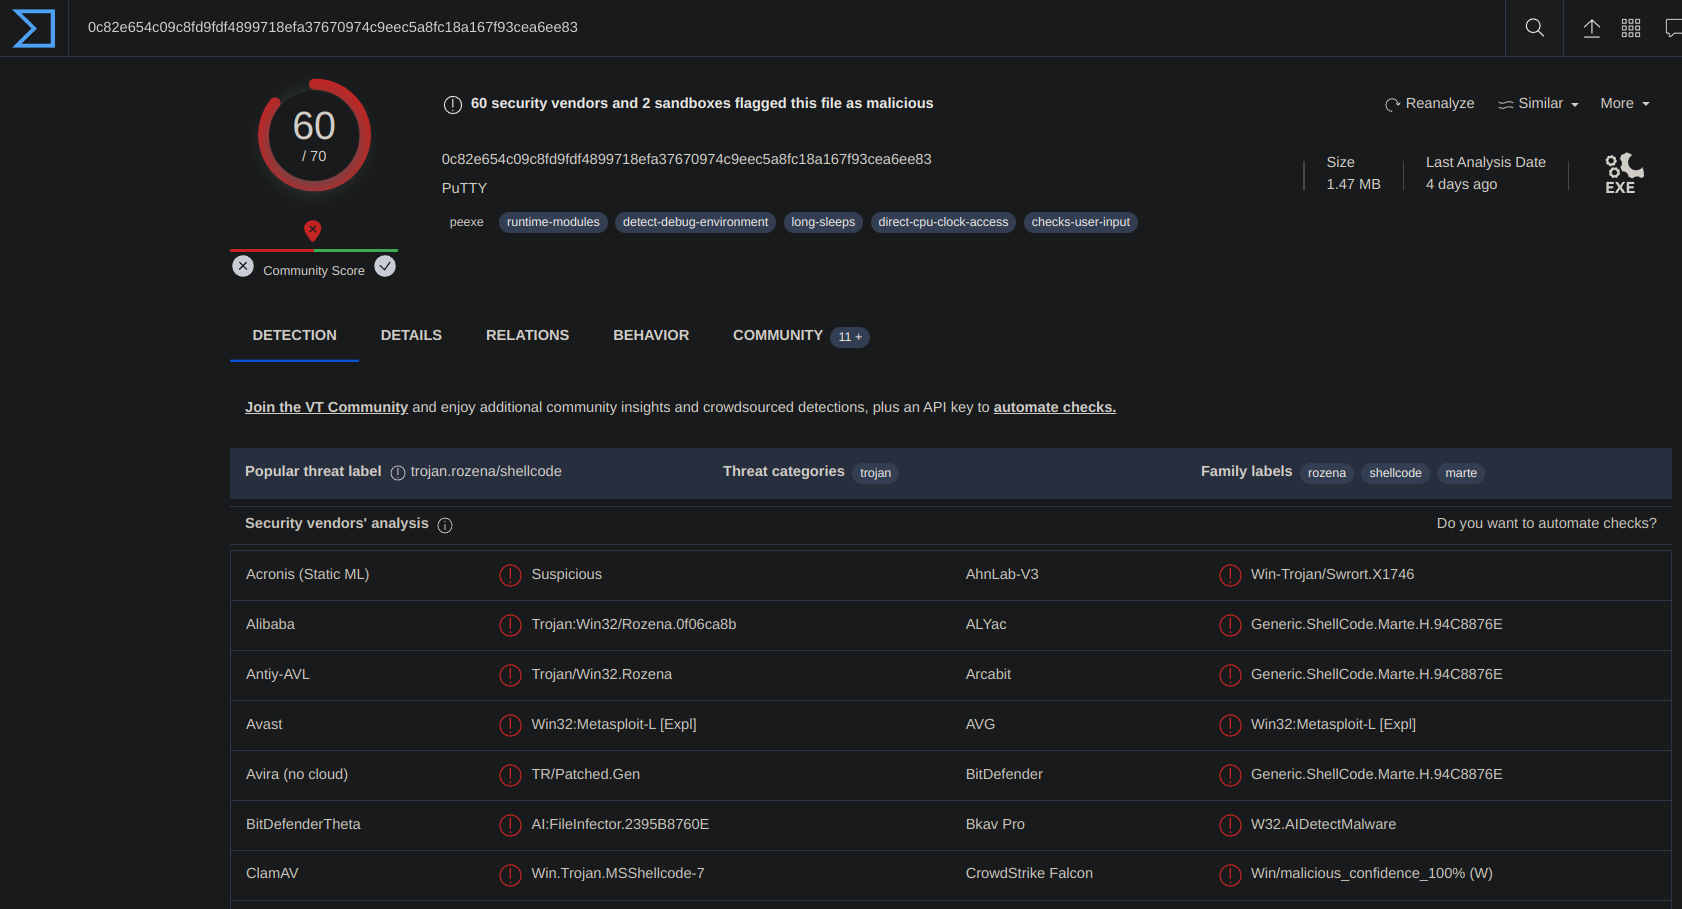 0c82e654c09c8fd9fdf4899718efa37670974c9eec5a8fc18a167f93cea6ee83
60
/ 70
Community Score
60 security vendors and 2 sandboxes flagged this file as malicious
Reanalyze Similar More
0c82e654c09c8fd9fdf4899718efa37670974c9eec5a8fc18a167f93cea6ee83
PuTTY
Size
1.47 MB
Last Analysis Date
4 days ago
EXE
peexe runtime-modules detect-debug-environment long-sleeps direct-cpu-clock-access checks-user-input
DETECTION DETAILS RELATIONS BEHAVIOR COMMUNITY 11 +
Join the VT Community and enjoy additional community insights and crowdsourced detections, plus an API key to automate checks.
Popular threat label trojan.rozena/shellcode Threat categories trojan Family labels rozena shellcode marte
Security vendors' analysis Do you want to automate checks?
Acronis (Static ML) Suspicious AhnLab-V3 Win-Trojan/Swrort.X1746
Alibaba Trojan:Win32/Rozena.0f06ca8b ALYac Generic.ShellCode.Marte.H.94C8876E
Antiy-AVL Trojan/Win32.Rozena Arcabit Generic.ShellCode.Marte.H.94C8876E
Avast Win32:Metasploit-L [Expl] AVG Win32:Metasploit-L [Expl]
Avira (no cloud) TR/Patched.Gen BitDefender Generic.ShellCode.Marte.H.94C8876E
BitDefenderTheta AI:FileInfector.2395B8760E Bkav Pro W32.AIDetectMalware
ClamAV Win.Trojan.MSShellcode-7 CrowdStrike Falcon Win/malicious_confidence_100% (W)